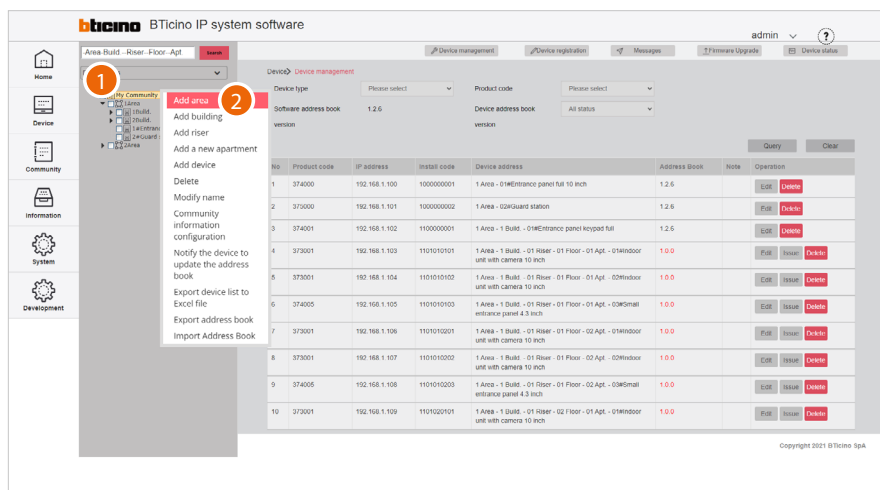 bticino BTicino IP system software
admin ?
Area-Build.--Riser--Floor--Apt. Search
Device management Device registration Messages Firmware Upgrade Device status
Home
Device
Community
Information
System
Development
1
My Community
1Area
1Build.
2Build.
1#Entranc
2#Guard s
2Area
2
Add area
Add building
Add riser
Add a new apartment
Add device
Delete
Modify name
Community
information
configuration
Notify the device to
update the address
book
Export device list to
Excel file
Export address book
Import Address Book
Device> Device management
Device type Please select Product code Please select
Software address book version 1.2.6 Device address book version All status
Query Clear
No Product code IP address Install code Device address Address Book Note Operation
1 374000 192.168.1.100 1000000001 1 Area - 01#Entrance panel full 10 inch 1.2.6 Edit Delete
2 375000 192.168.1.101 1000000002 1 Area - 02#Guard station 1.2.6 Edit Delete
3 374001 192.168.1.102 1100000001 1 Area - 1 Build. - 01#Entrance panel keypad full 1.2.6 Edit Delete
4 373001 192.168.1.103 1101010101 1 Area - 1 Build. - 01 Riser - 01 Floor - 01 Apt. - 01#Indoor 1.0.0 Edit Issue Delete
unit with camera 10 inch
5 373001 192.168.1.104 1101010102 1 Area - 1 Build. - 01 Riser - 01 Floor - 01 Apt. - 02#Indoor 1.0.0 Edit Issue Delete
unit with camera 10 inch
6 374005 192.168.1.105 1101010103 1 Area - 1 Build. - 01 Riser - 01 Floor - 01 Apt. - 03#Small 1.0.0 Edit Issue Delete
entrance panel 4.3 inch
7 373001 192.168.1.106 1101010201 1 Area - 1 Build. - 01 Riser - 01 Floor - 02 Apt. - 01#Indoor 1.0.0 Edit Issue Delete
unit with camera 10 inch
8 373001 192.168.1.107 1101010202 1 Area - 1 Build. - 01 Riser - 01 Floor - 02 Apt. - 02#Indoor 1.0.0 Edit Issue Delete
unit with camera 10 inch
9 374005 192.168.1.108 1101010203 1 Area - 1 Build. - 01 Riser - 01 Floor - 02 Apt. - 03#Small 1.0.0 Edit Issue Delete
entrance panel 4.3 inch
10 373001 192.168.1.109 1101020101 1 Area - 1 Build. - 01 Riser - 02 Floor - 01 Apt. - 01#Indoor 1.0.0 Edit Issue Delete
unit with camera 10 inch
Copyright 2021 BTicino SpA